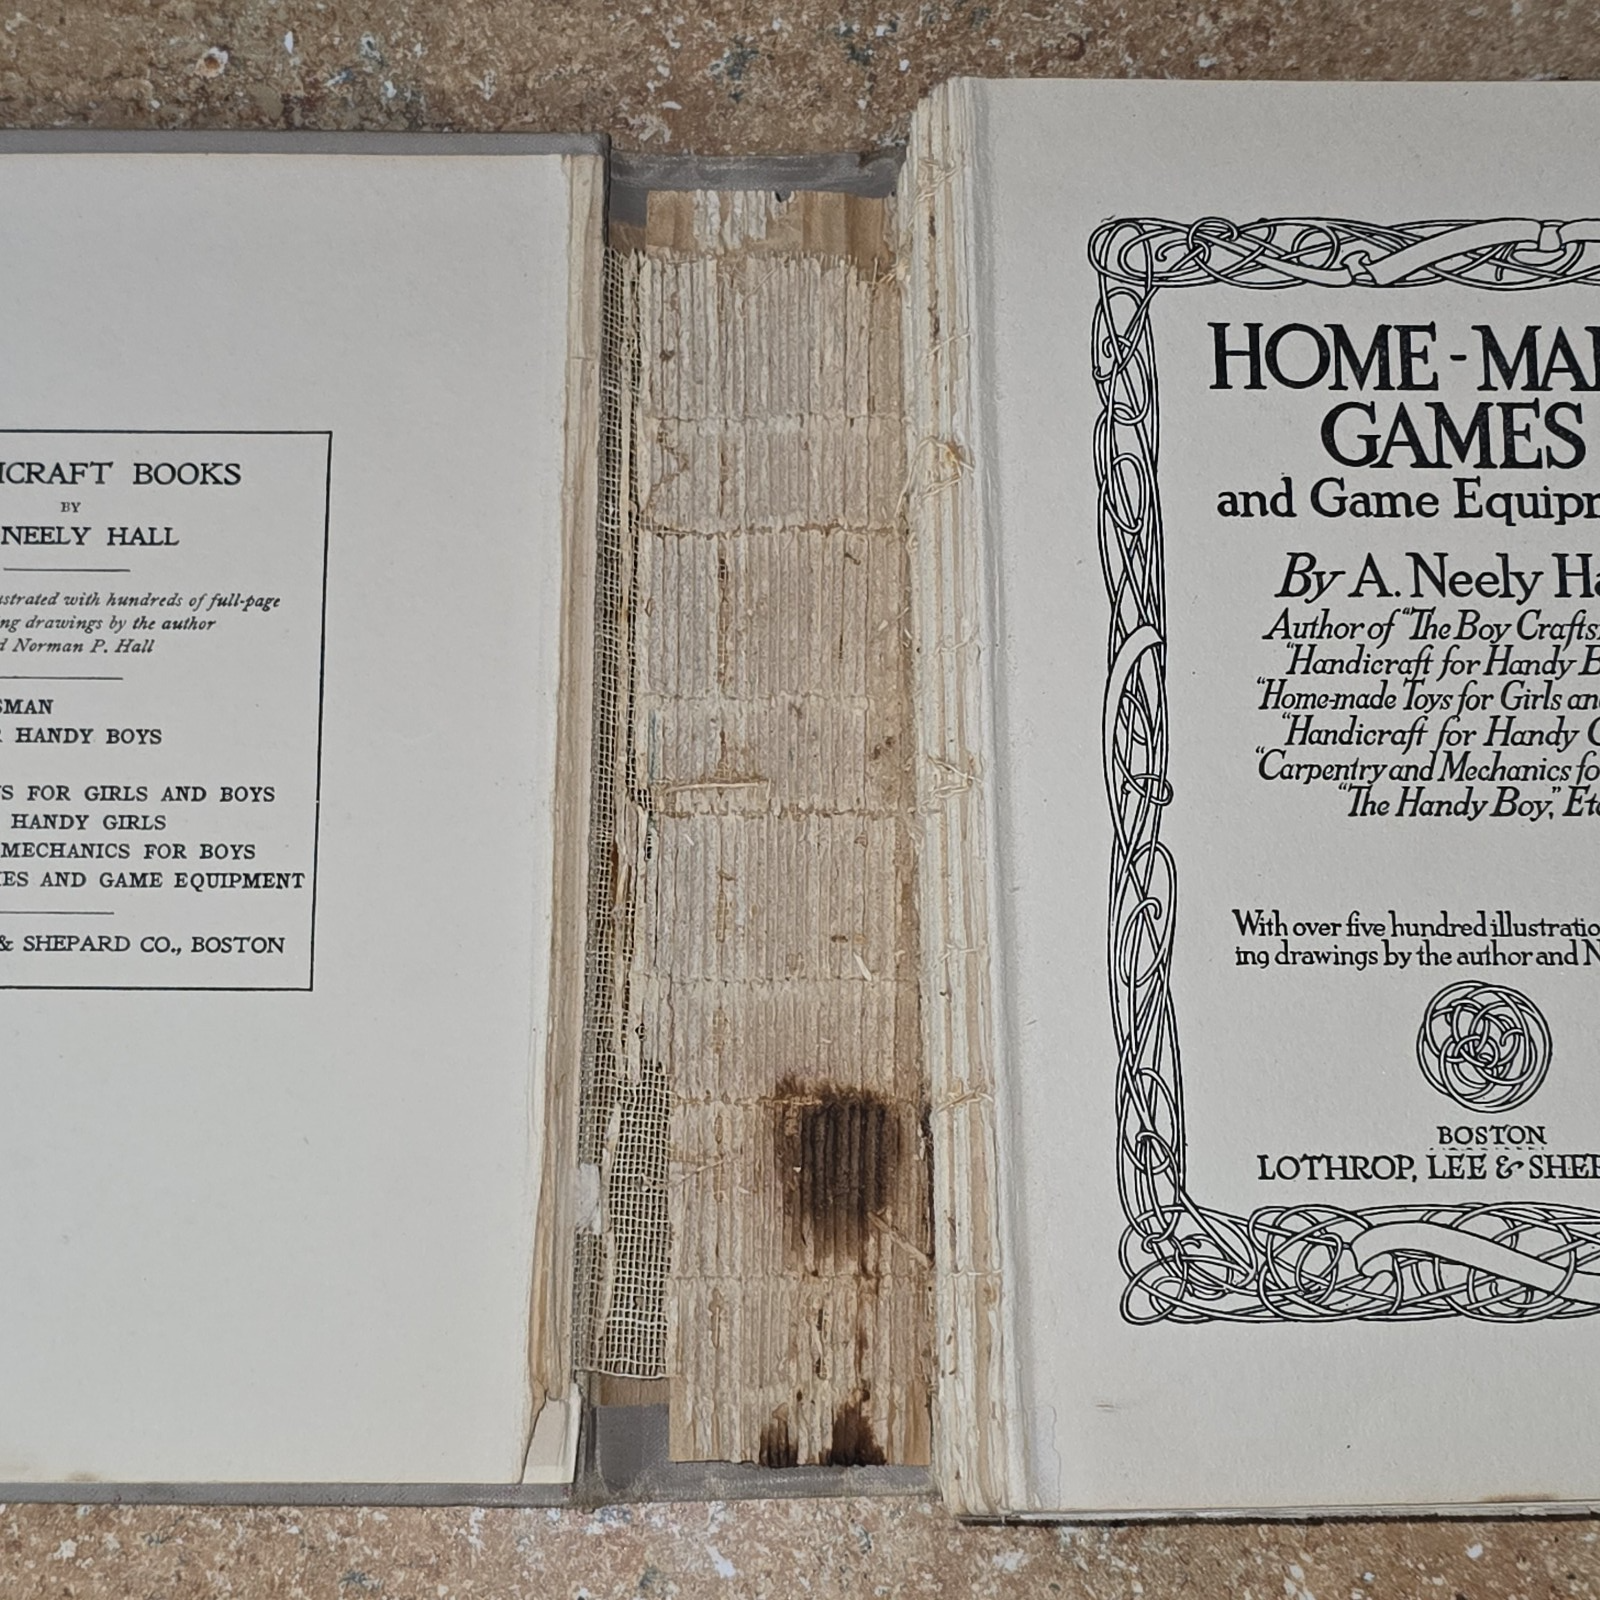 ICRAFT BOOKS
BY
NEELY HALL
strated with hundreds of full-page
ng drawings by the author
d Norman P. Hall
SMAN
R HANDY BOYS
S FOR GIRLS AND BOYS
HANDY GIRLS
MECHANICS FOR BOYS
ES AND GAME EQUIPMENT
& SHEPARD CO., BOSTON
HOME-MA
GAMES
and Game Equip
By A. Neely Ha
Author of "The Boy Crafts
"Handicraft for Handy B
"Home-made Toys for Girls an
"Handicraft for Handy
"Carpentry and Mechanics fo
"The Handy Boy," Etc
With over five hundred illustratio
ing drawings by the author and N
BOSTON
LOTHROP, LEE & SHEP